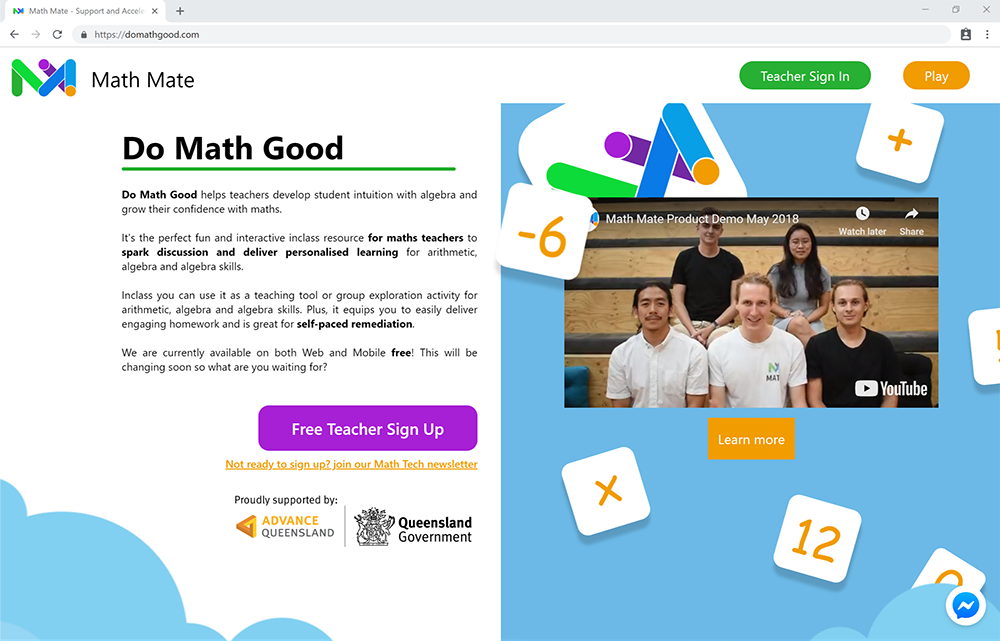 Math Mate - Support and Accele
https://domathgood.com
Math Mate
Teacher Sign In
Play
Do Math Good
Do Math Good helps teachers develop student intuition with algebra and
grow their confidence with maths.
It's the perfect fun and interactive inclass resource for maths teachers to
spark discussion and deliver personalised learning for arithmetic,
algebra and algebra skills.
Inclass you can use it as a teaching tool or group exploration activity for
arithmetic, algebra and algebra skills. Plus, it equips you to easily deliver
engaging homework and is great for self-paced remediation.
We are currently available on both Web and Mobile free! This will be
changing soon so what are you waiting for?
Free Teacher Sign Up
Not ready to sign up? join our Math Tech newsletter
Proudly supported by:
ADVANCE
QUEENSLAND
Queensland
Government
+
-6
Math Mate Product Demo May 2018
Watch later
Share
MAT
YouTube
Learn more
x
12